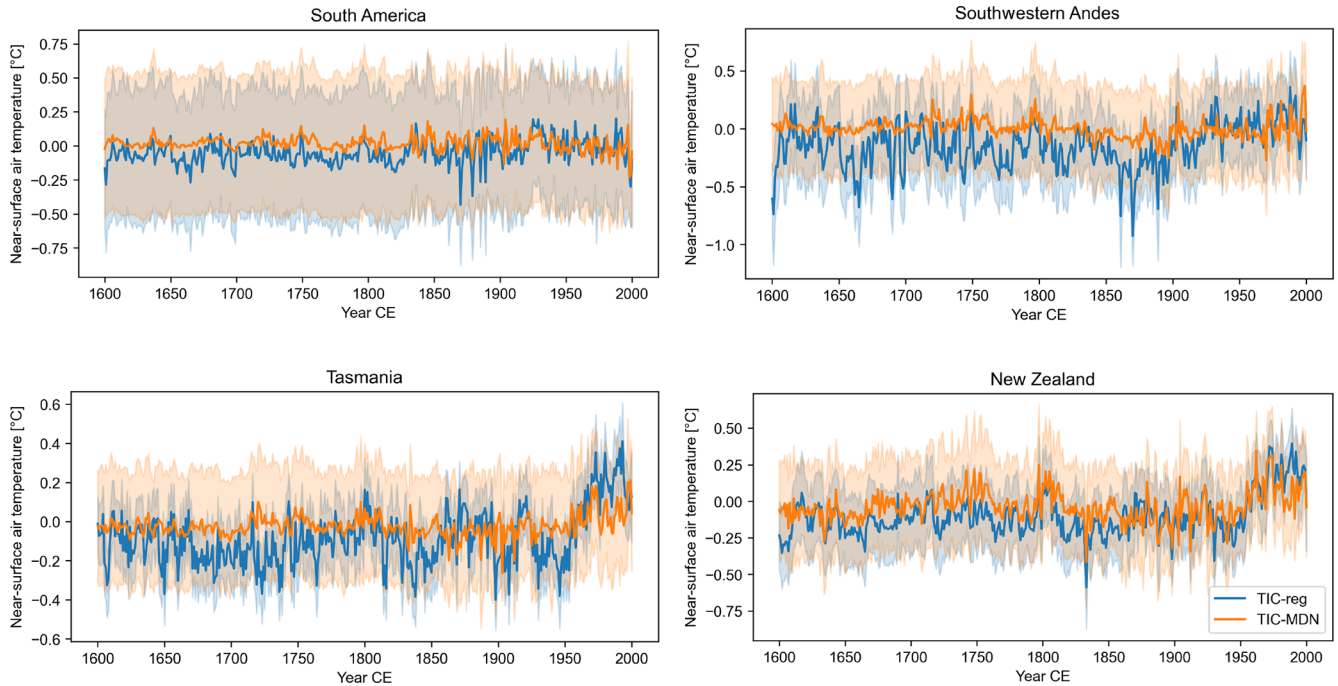 South America
Near-surface air temperature [°C]
0.75
0.50
0.25
0.00
−0.25
−0.50
−0.75
1600 1650 1700 1750 1800 1850 1900 1950 2000
Year CE
Southwestern Andes
Near-surface air temperature [°C]
0.5
0.0
−0.5
−1.0
1600 1650 1700 1750 1800 1850 1900 1950 2000
Year CE
Tasmania
Near-surface air temperature [°C]
0.6
0.4
0.2
0.0
−0.2
−0.4
−0.6
1600 1650 1700 1750 1800 1850 1900 1950 2000
Year CE
New Zealand
Near-surface air temperature [°C]
0.50
0.25
0.00
−0.25
−0.50
−0.75
TIC-reg
TIC-MDN
1600 1650 1700 1750 1800 1850 1900 1950 2000
Year CE